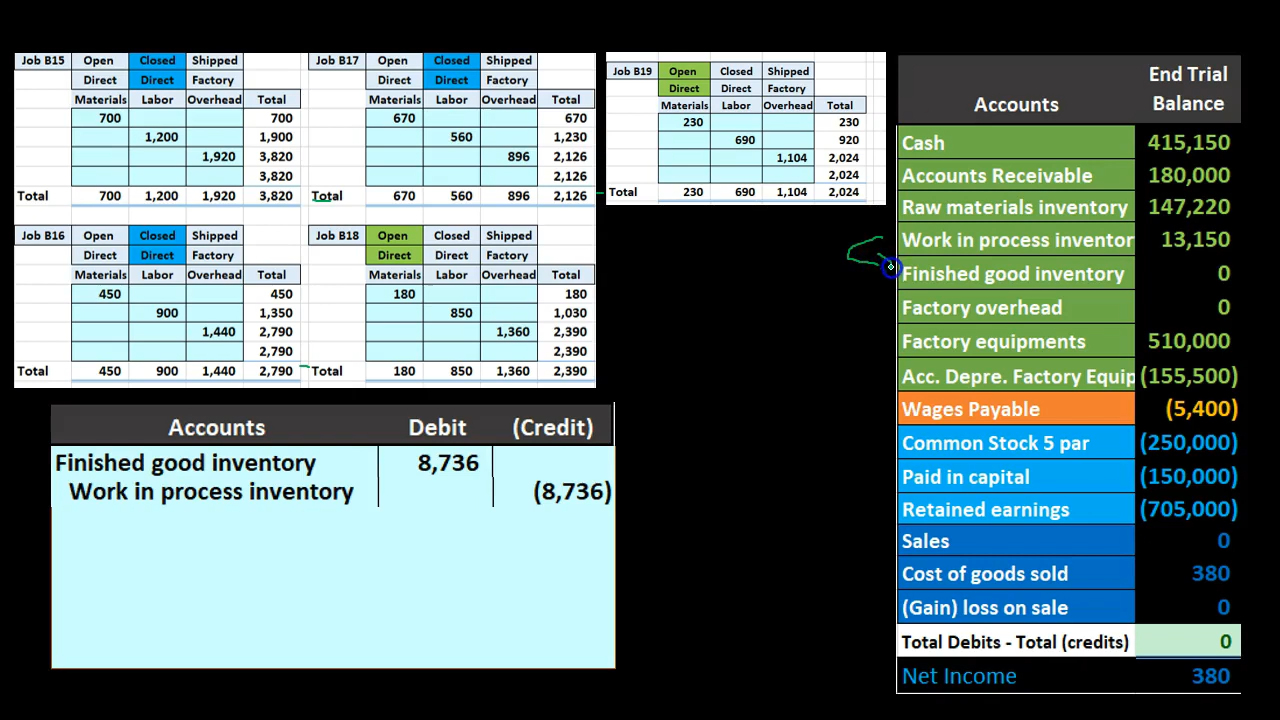 Job B15 Open Closed Shipped
Direct Direct Factory
Materials Labor Overhead Total
700 700
1,200 1,900
1,920 3,820
3,820
Total 700 1,200 1,920 3,820
Job B17 Open Closed Shipped
Direct Direct Factory
Materials Labor Overhead Total
670 670
560 1,230
896 2,126
2,126
Total 670 560 896 2,126
Job B19 Open Closed Shipped
Direct Direct Factory
Materials Labor Overhead Total
230 230
690 920
1,104 2,024
2,024
Total 230 690 1,104 2,024
Job B16 Open Closed Shipped
Direct Direct Factory
Materials Labor Overhead Total
450 450
900 1,350
1,440 2,790
2,790
Total 450 900 1,440 2,790
Job B18 Open Closed Shipped
Direct Direct Factory
Materials Labor Overhead Total
180 180
850 1,030
1,360 2,390
2,390
Total 180 850 1,360 2,390
Accounts Debit (Credit)
Finished good inventory 8,736
Work in process inventory (8,736)
End Trial
Accounts Balance
Cash 415,150
Accounts Receivable 180,000
Raw materials inventory 147,220
Work in process inventor 13,150
Finished good inventory 0
Factory overhead 0
Factory equipments 510,000
Acc. Depre. Factory Equip (155,500)
Wages Payable (5,400)
Common Stock 5 par (250,000)
Paid in capital (150,000)
Retained earnings (705,000)
Sales 0
Cost of goods sold 380
(Gain) loss on sale 0
Total Debits - Total (credits) 0
Net Income 380